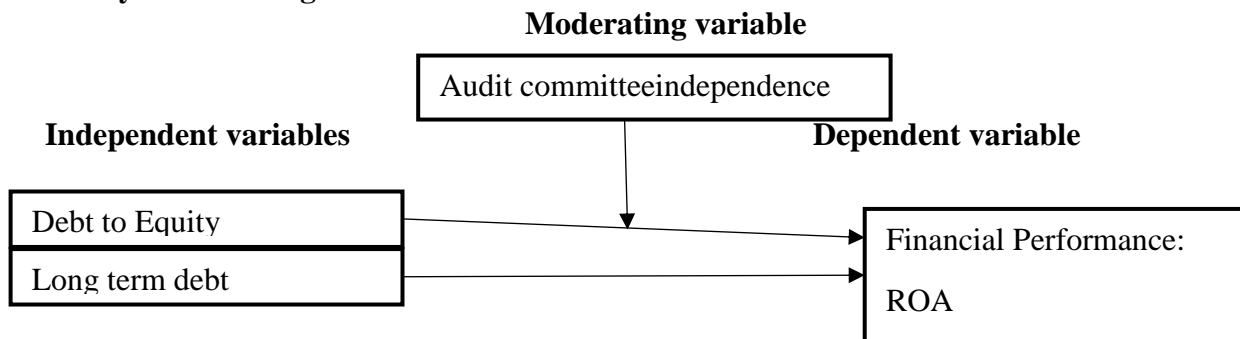 Moderating variable
Audit committeeindependence
Independent variables
Dependent variable
Debt to Equity
Long term debt
Financial Performance:
ROA